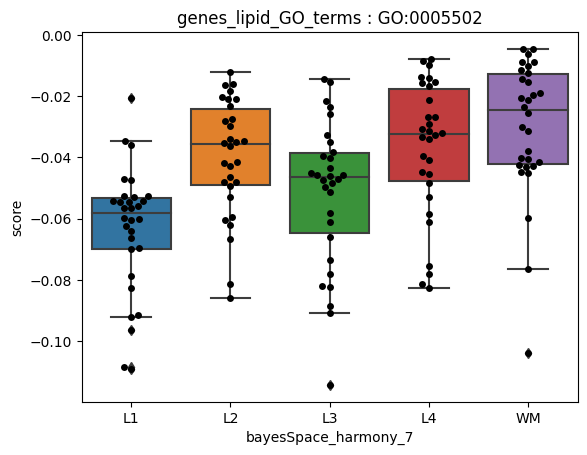 genes_lipid_GO_terms : GO:0005502
0.00
−0.02
−0.04
−0.06
−0.08
−0.10
score
L1 L2 L3 L4 WM
bayesSpace_harmony_7